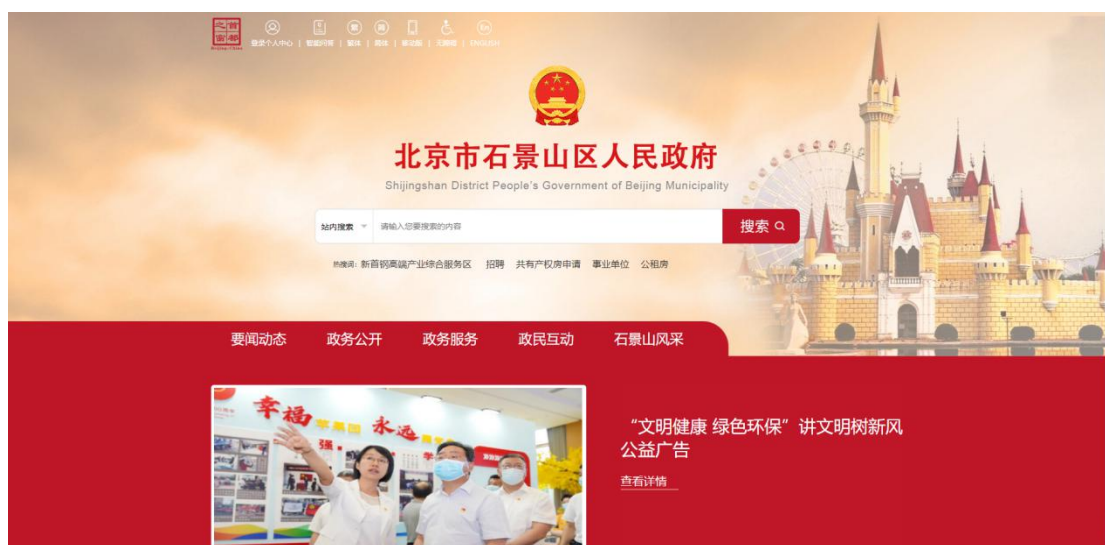 首都
之窗
Beijing-China
登录个人中心 | 智能问答 | 繁体 | 简体 | 移动版 | 无障碍 | ENGLISH
北京市石景山区人民政府
Shijingshan District People's Government of Beijing Municipality
站内搜索 请输入您要搜索的内容 搜索
热搜词: 新首钢高端产业综合服务区 招聘 共有产权房申请 事业单位 公租房
要闻动态 政务公开 政务服务 政民互动 石景山风采
幸福 永远
强
“文明健康 绿色环保”讲文明树新风
公益广告
查看详情